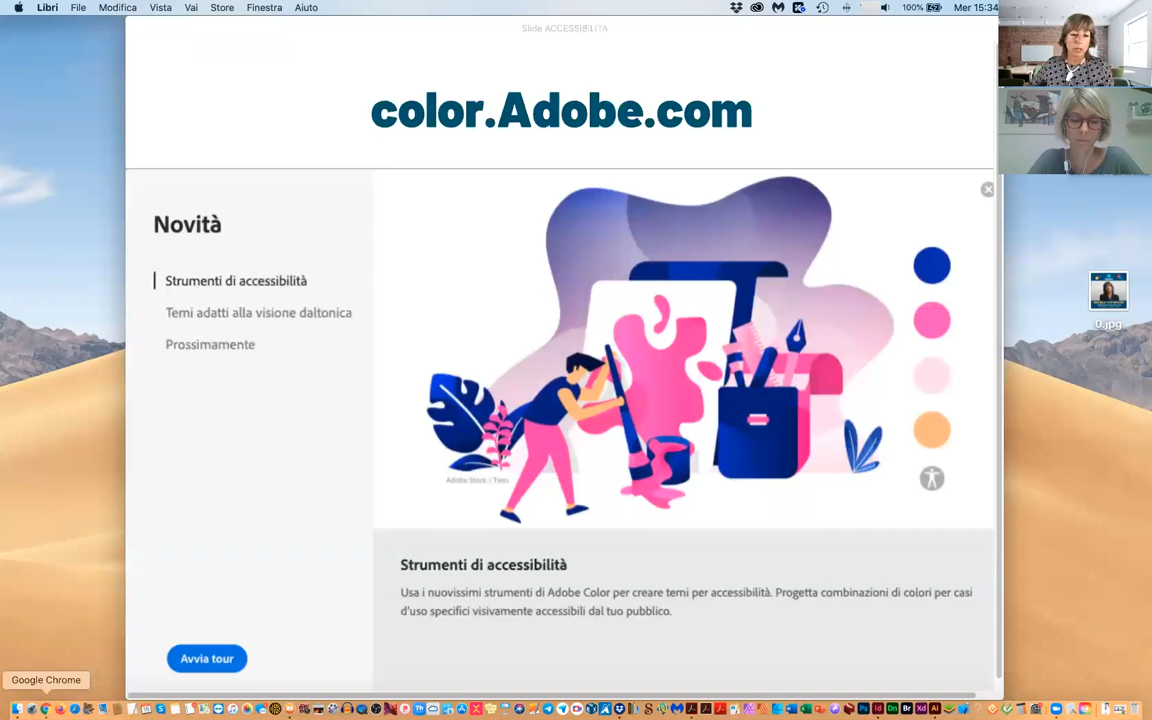 Libri File Modifica Vista Vai Store Finestra Aiuto 100% Mer 15:34
Slide ACCESSIBILITA
color.Adobe.com
Novità
Strumenti di accessibilità
Temi adatti alla visione daltonica
Prossimamente
Adobe Stock /
0.jpg
Strumenti di accessibilità
Usa i nuovissimi strumenti di Adobe Color per creare temi per accessibilità. Progetta combinazioni di colori per casi
d'uso specifici visivamente accessibili dal tuo pubblico.
Avvia tour
Google Chrome